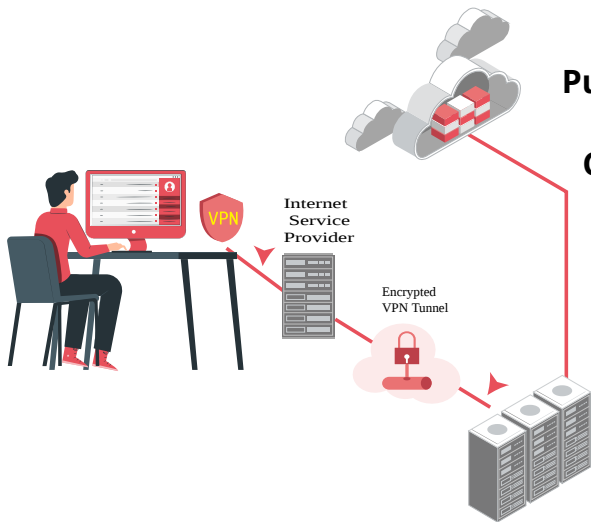 Pu
C
VPN
Internet
Service
Provider
Encrypted
VPN Tunnel